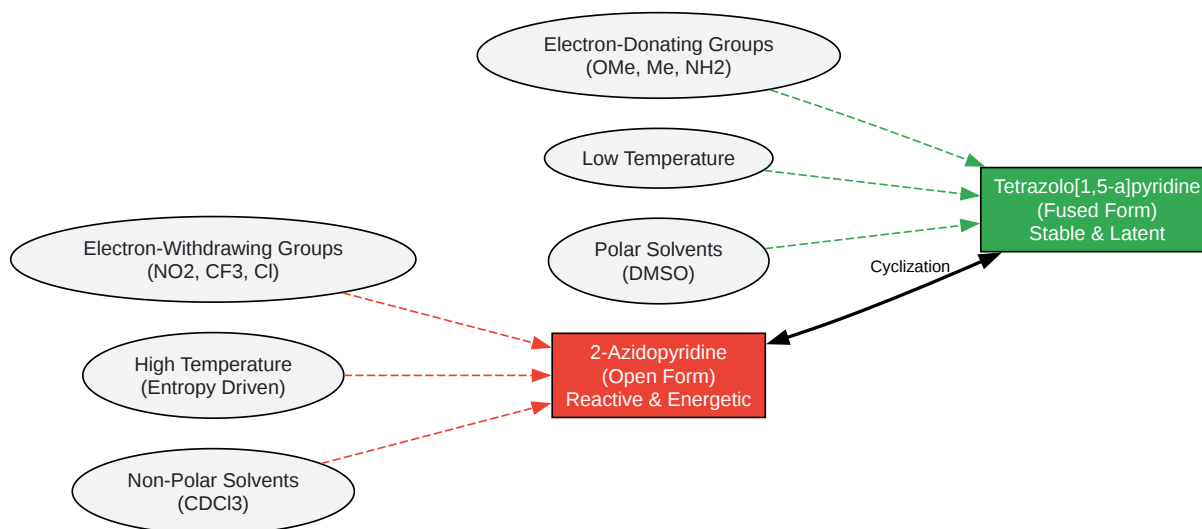 Electron-Donating Groups
(OMe, Me, NH2)
Low Temperature
Tetrazolo[1,5-a]pyridine
(Fused Form)
Stable & Latent
Electron-Withdrawing Groups
(NO2, CF3, Cl)
Polar Solvents
(DMSO)
Cyclization
2-Azidopyridine
(Open Form)
Reactive & Energetic
High Temperature
(Entropy Driven)
Non-Polar Solvents
(CDCl3)